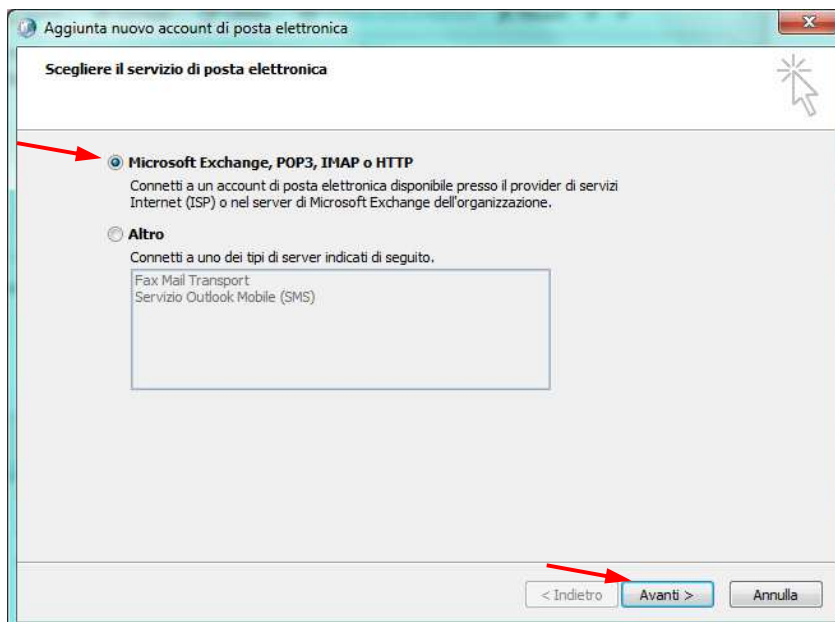 Aggiunta nuovo account di posta elettronica
Scegliere il servizio di posta elettronica
Microsoft Exchange, POP3, IMAP o HTTP
Connetti a un account di posta elettronica disponibile presso il provider di servizi
Internet (ISP) o nel server di Microsoft Exchange dell'organizzazione.
Altro
Connetti a uno dei tipi di server indicati di seguito.
Fax Mail Transport
Servizio Outlook Mobile (SMS)
< Indietro Avanti > Annulla